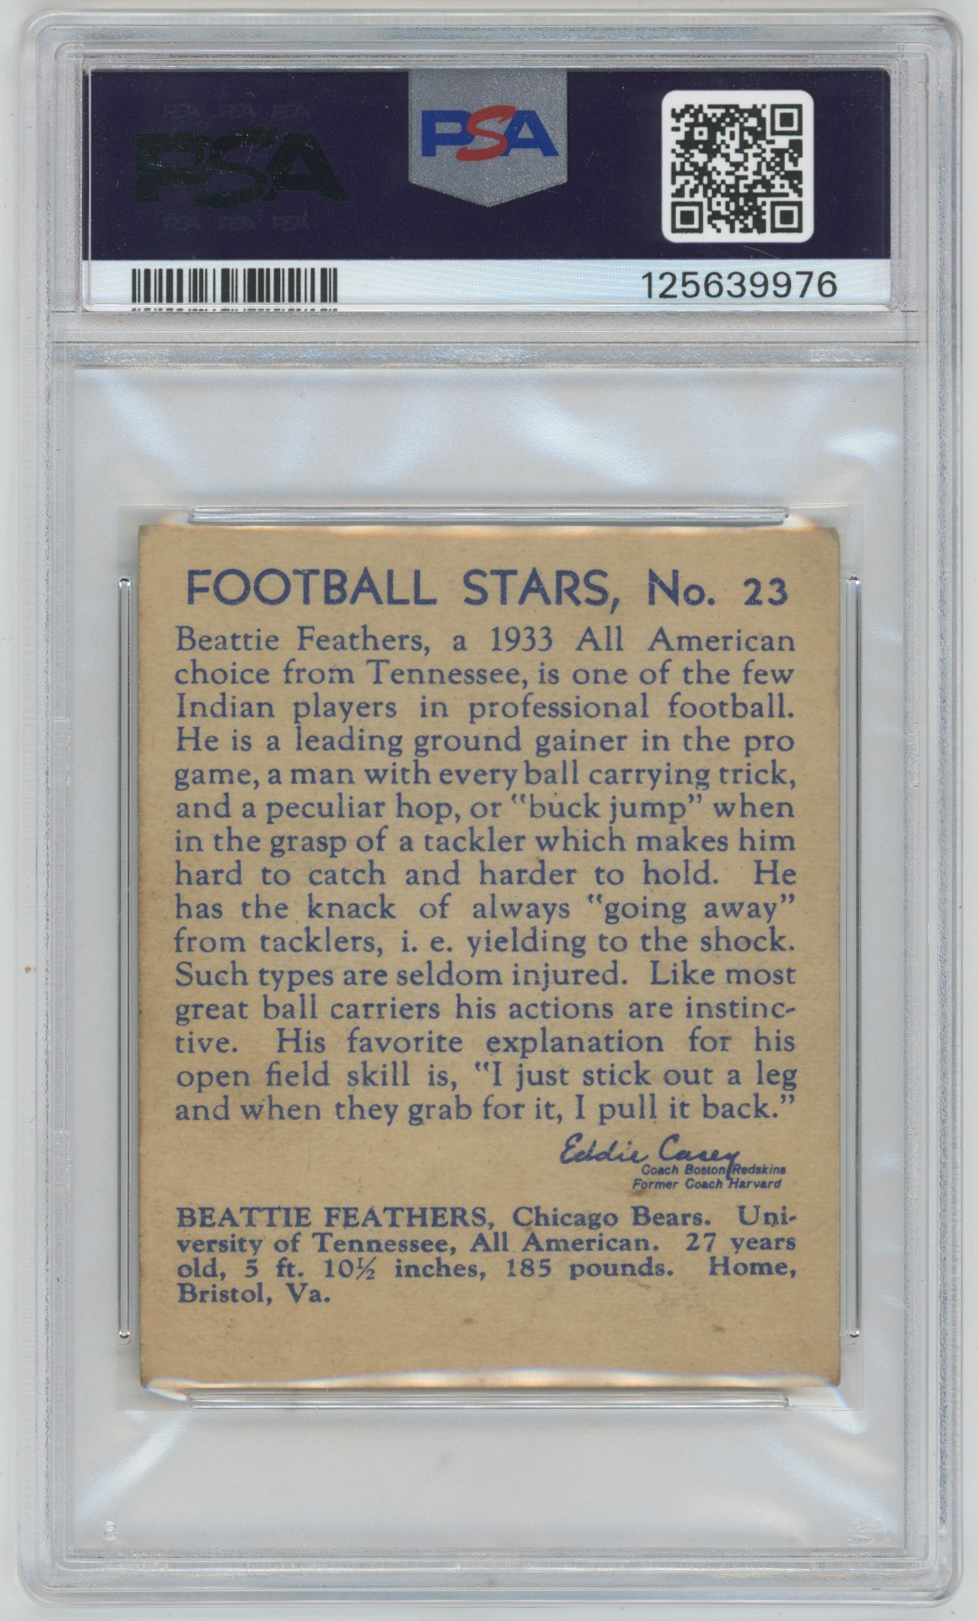 PSA PSA PSA
PSA
PSA PSA PSA
PSA
125639976
FOOTBALL STARS, No. 23
Beattie Feathers, a 1933 All American
choice from Tennessee, is one of the few
Indian players in professional football.
He is a leading ground gainer in the pro
game, a man with every ball carrying trick,
and a peculiar hop, or "buck jump" when
in the grasp of a tackler which makes him
hard to catch and harder to hold. He
has the knack of always "going away"
from tacklers, i. e. yielding to the shock.
Such types are seldom injured. Like most
great ball carriers his actions are instinc-
tive. His favorite explanation for his
open field skill is, "I just stick out a leg
and when they grab for it, I pull it back."
Eddie Casey
Coach Boston Redskins
Former Coach Harvard
BEATTIE FEATHERS, Chicago Bears. Uni-
versity of Tennessee, All American. 27 years
old, 5 ft. 10½ inches, 185 pounds. Home,
Bristol, Va.